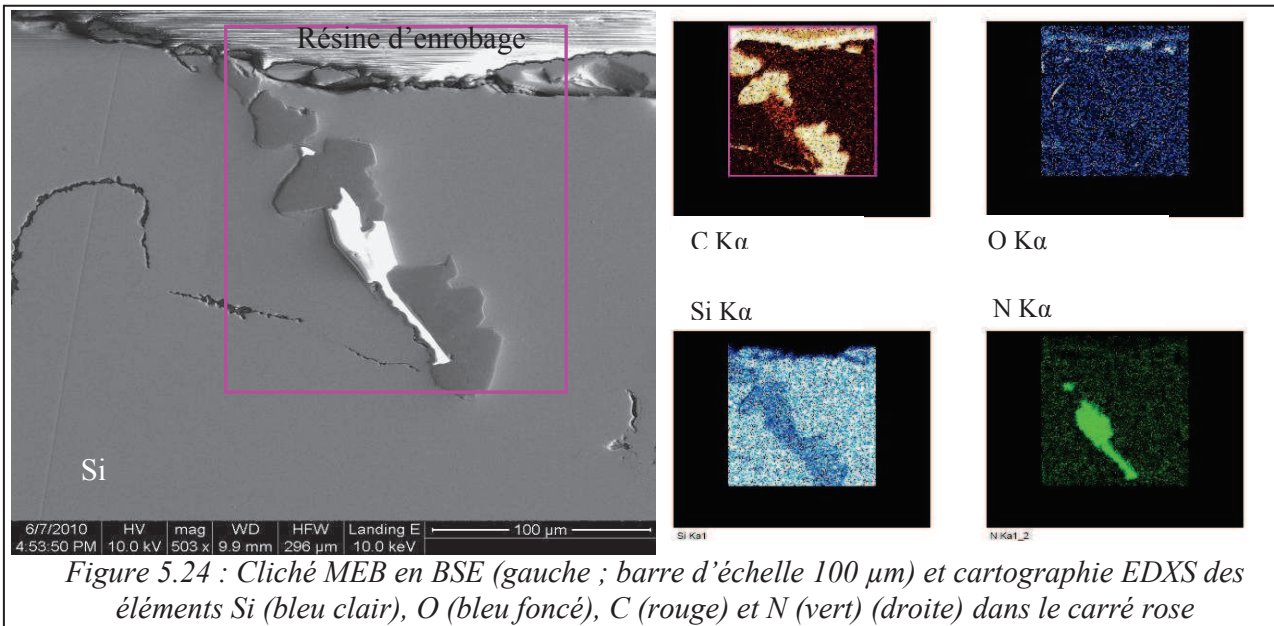 Résine d'enrobage
Si
6/7/2010 HV mag WD HFW Landing E 100 µm
4:53:50 PM 10.0 kV 503 x 9.9 mm 296 µm 10.0 keV
C Kα
O Kα
Si Kα
N Kα
Si Ka1
N Ka1_2
Figure 5.24 : Cliché MEB en BSE (gauche ; barre d'échelle 100 µm) et cartographie EDXS des
éléments Si (bleu clair), O (bleu foncé), C (rouge) et N (vert) (droite) dans le carré rose